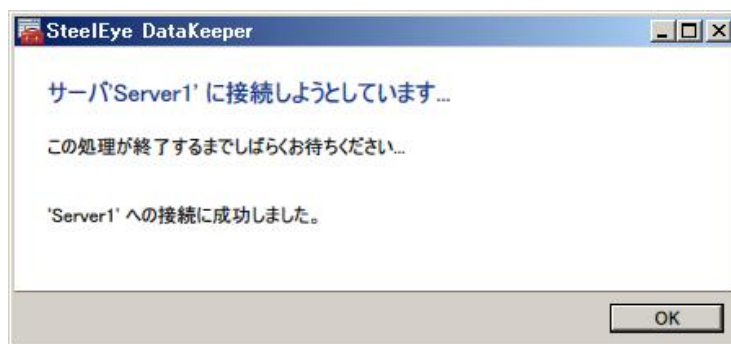 SteelEye DataKeeper
サーバ'Server1' に接続しようとしています...
この処理が終了するまでしばらくお待ちください...
'Server1' への接続に成功しました。
OK